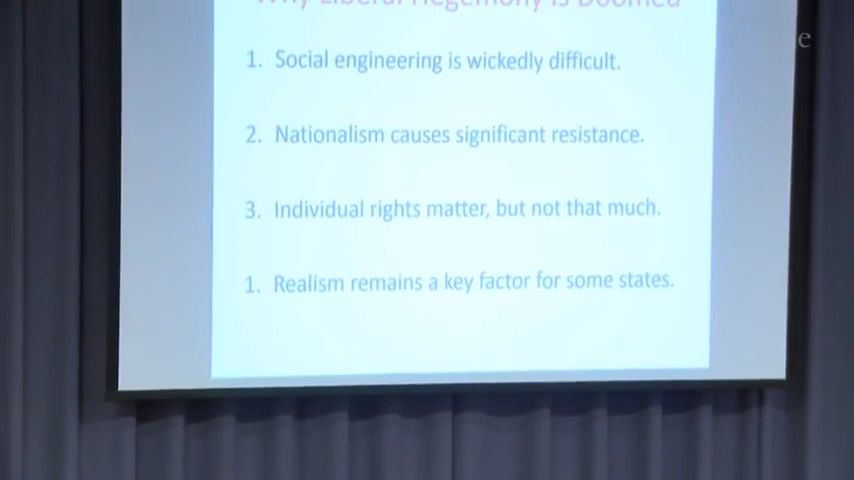 Why Liberal Hegemony is Doomed
e
1. Social engineering is wickedly difficult.
2. Nationalism causes significant resistance.
3. Individual rights matter, but not that much.
1. Realism remains a key factor for some states.